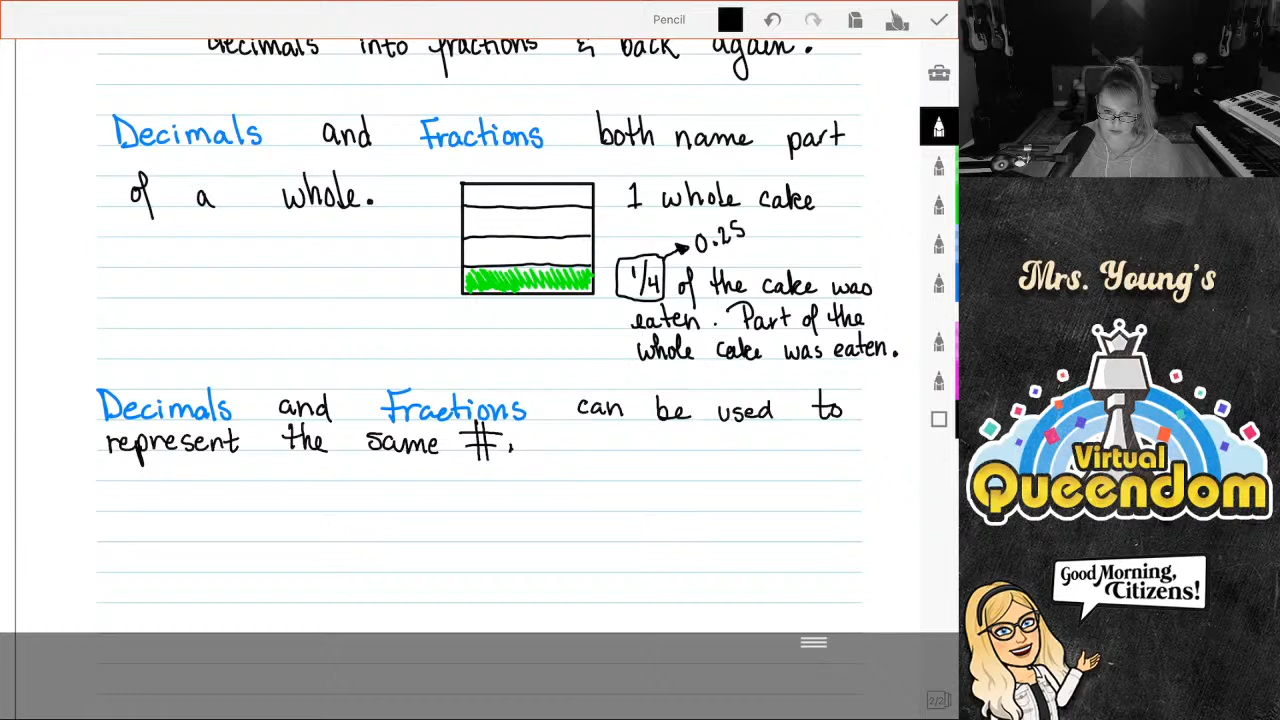 Pencil
decimals into fractions & back again.
Decimals and Fractions both name part
of a whole.
1 whole cake
0.25
1/4 of the cake was
eaten. Part of the
whole cake was eaten.
Decimals and Fractions can be used to
represent the same #.
2/2
Mrs. Young's
Virtual
Queendom
Good Morning,
Citizens!